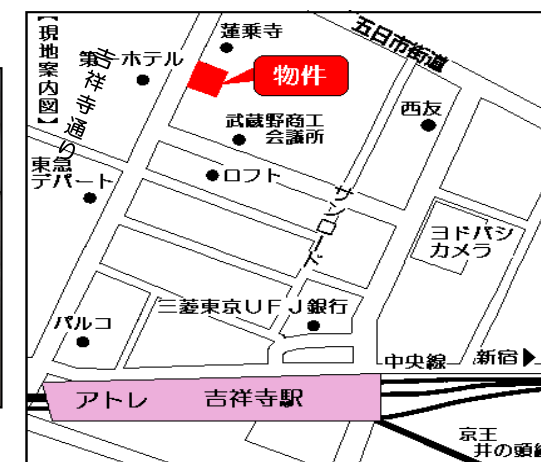 【現地案内図】
蓮乗寺
五日市街道
第一ホテル
吉祥寺通り
物件
西友
武蔵野商工
会議所
東急
デパート
ロフト
サンロード
ヨドバシ
カメラ
三菱東京UFJ銀行
パルコ
中央線
新宿▶
アトレ
吉祥寺駅
京王
井の頭線